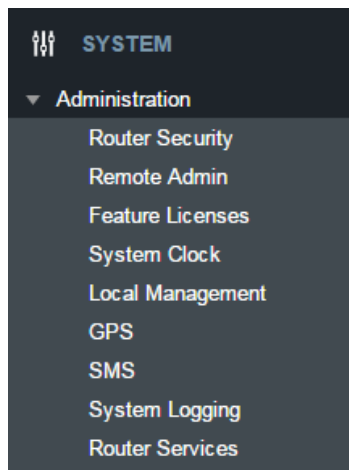 SYSTEM
Administration
Router Security
Remote Admin
Feature Licenses
System Clock
Local Management
GPS
SMS
System Logging
Router Services